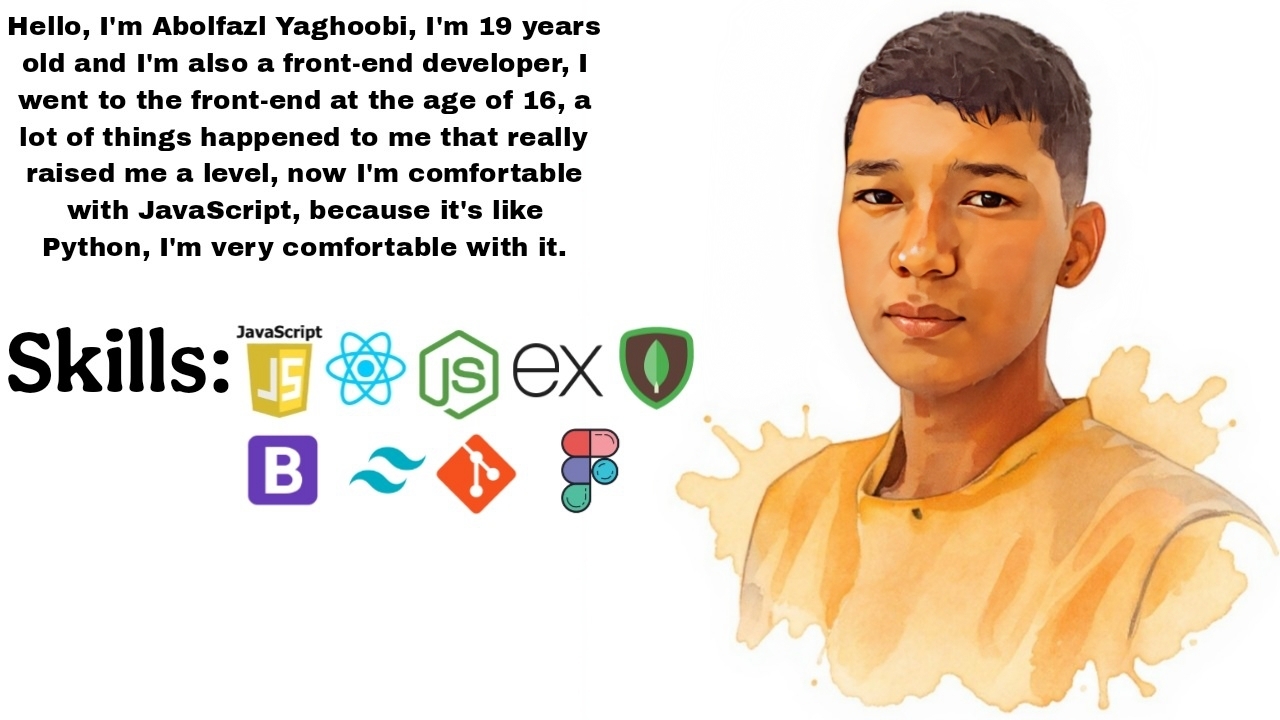 Hello, I'm Abolfazl Yaghoobi, I'm 19 years
old and I'm also a front-end developer, I
went to the front-end at the age of 16, a
lot of things happened to me that really
raised me a level, now I'm comfortable
with JavaScript, because it's like
Python, I'm very comfortable with it.
Skills:
JavaScript
JS
JS
ex
B